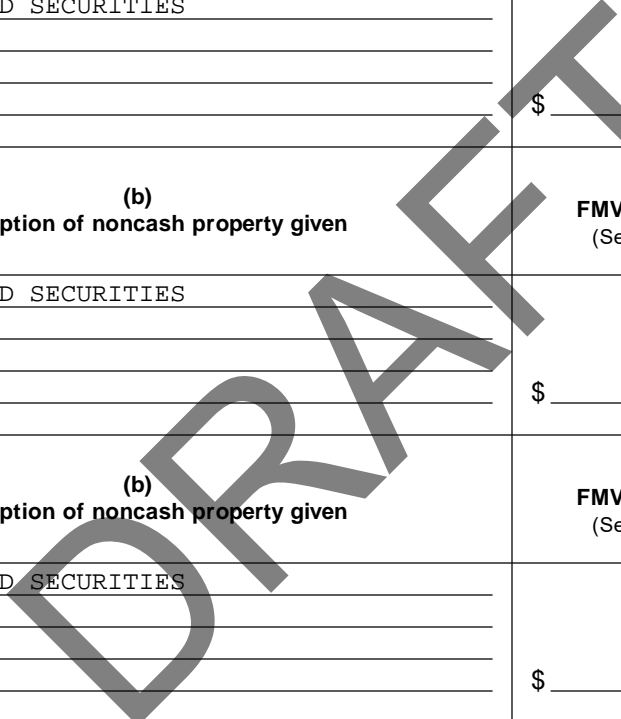 D SECURITIES
$
(b)
ption of noncash property given
FMV
(Se
D SECURITIES
$
(b)
ption of noncash property given
FMV
(Se
D SECURITIES
$
DRAFT